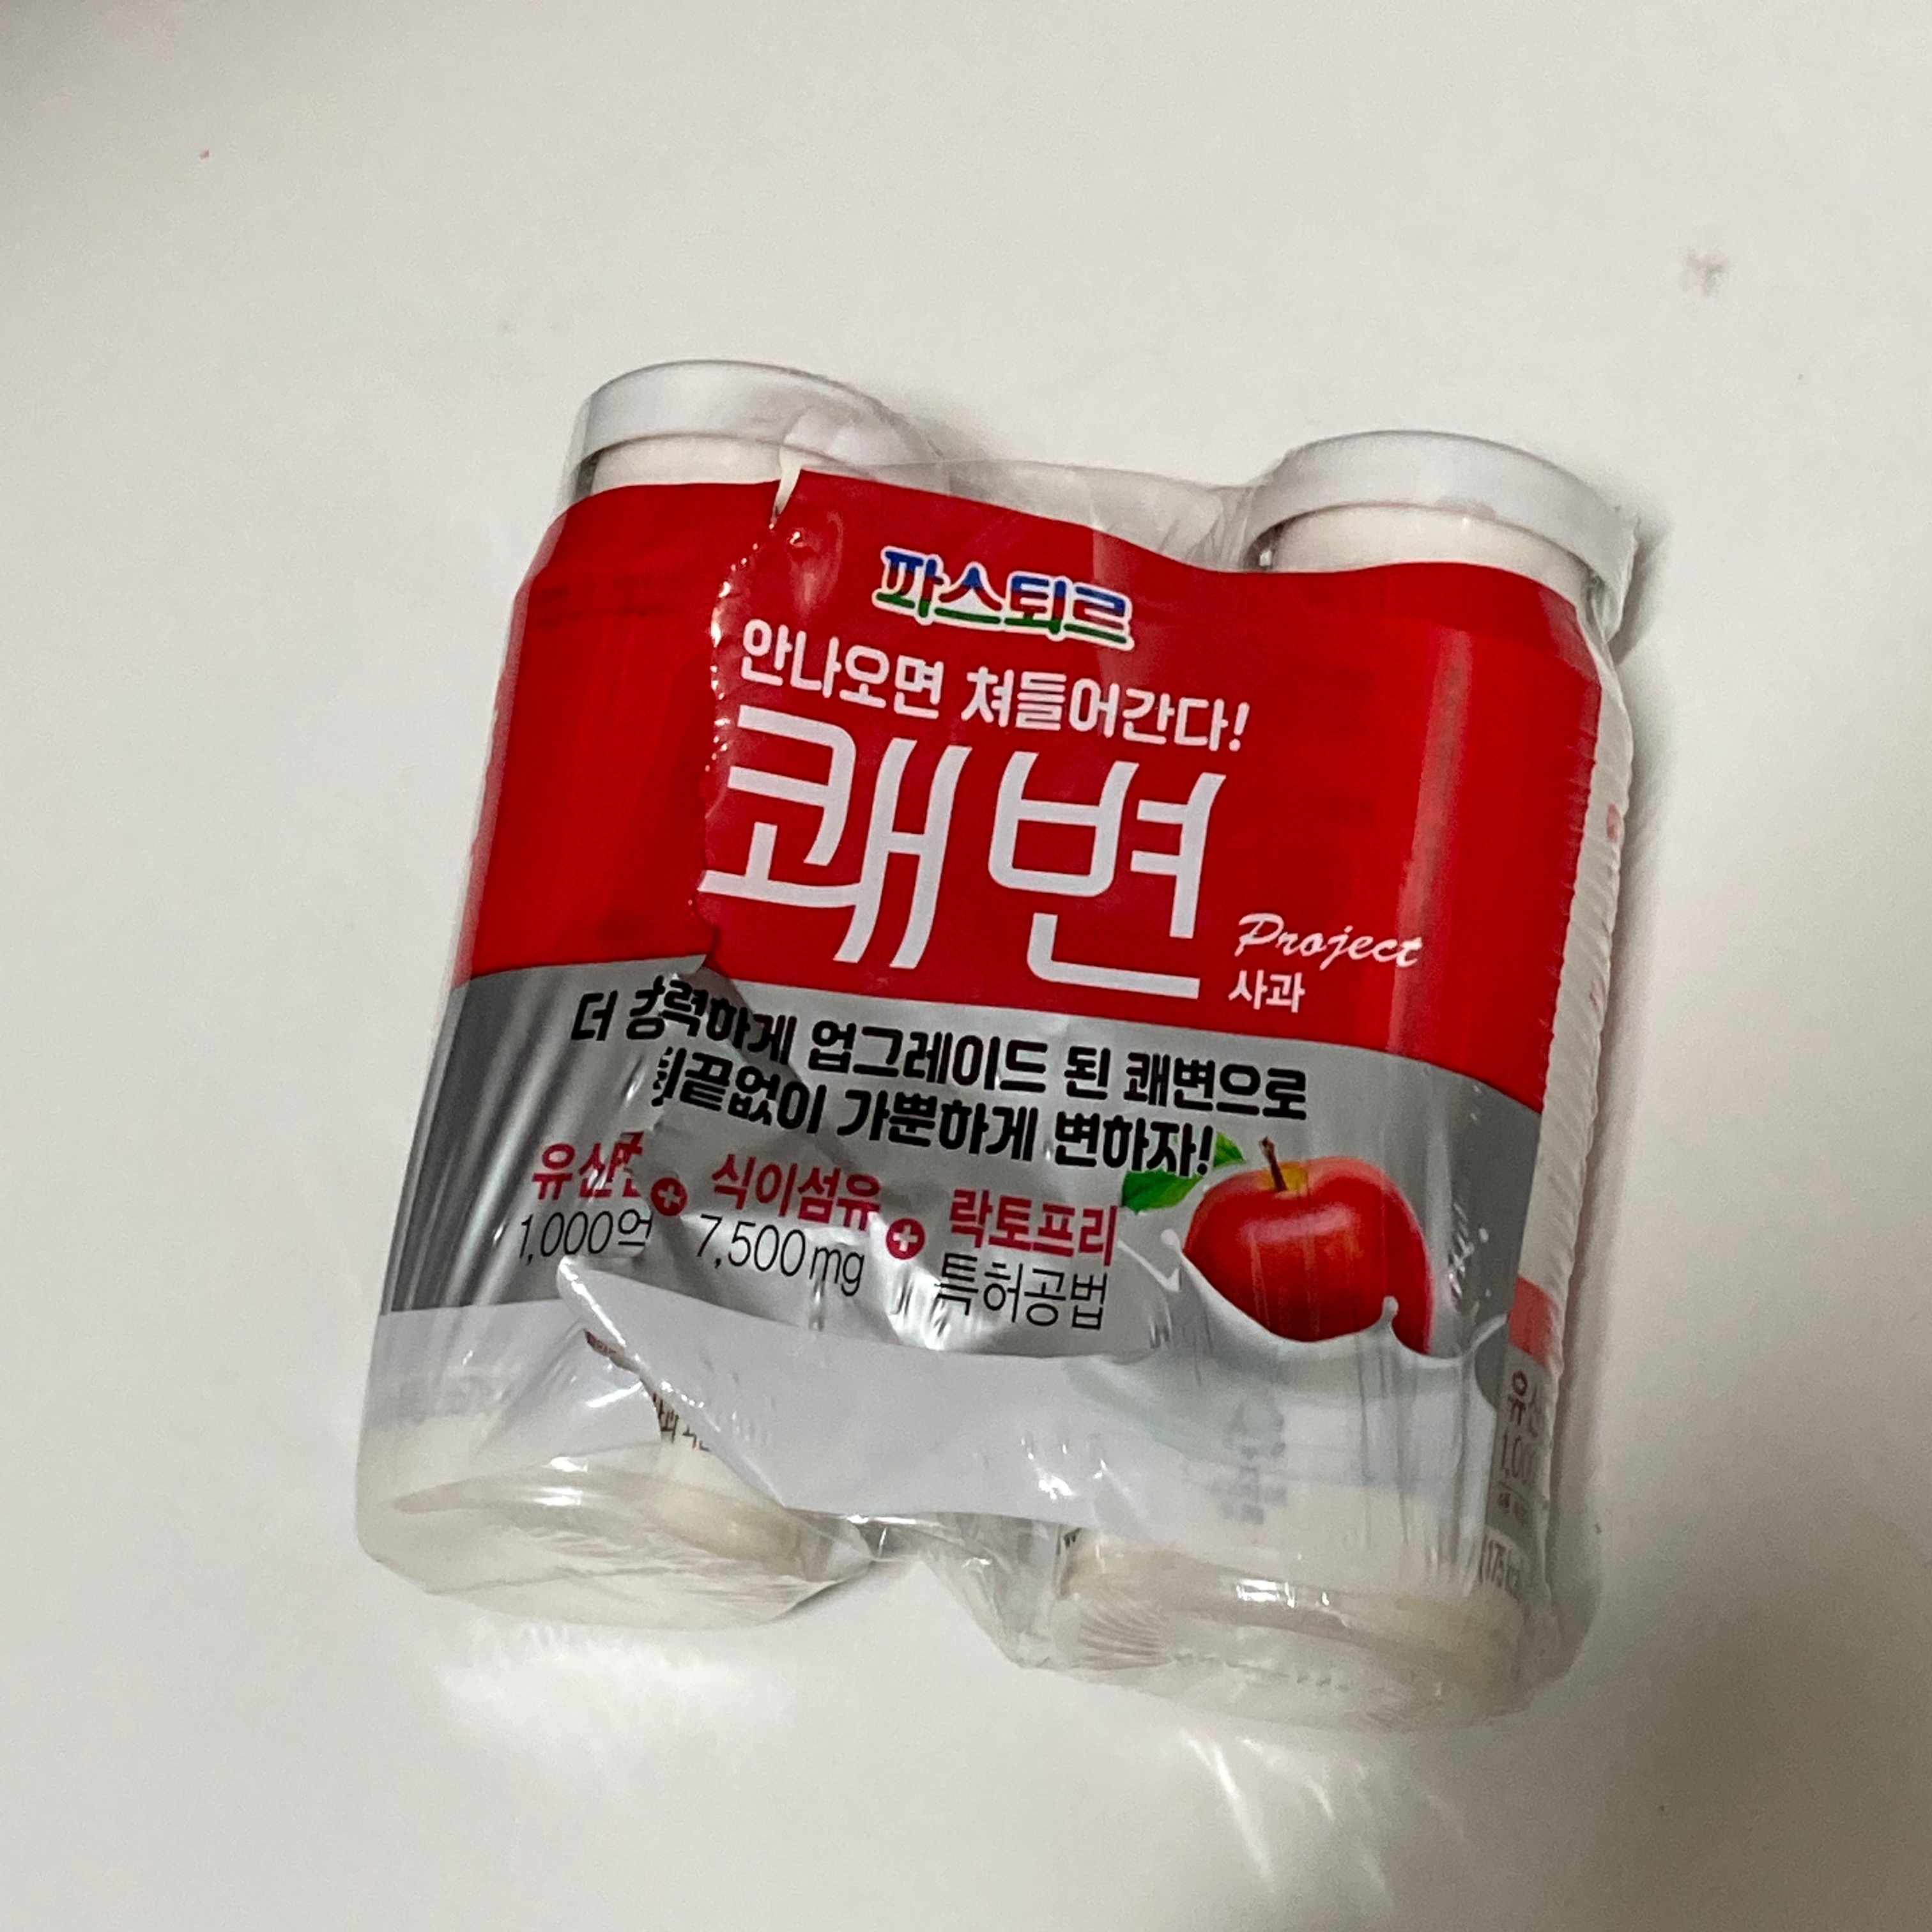 파스퇴르
안나오면 쳐들어간다!
쾌변
Project
사과
더 강력하게 업그레이드 된 쾌변으로
뒤끝없이 가뿐하게 변하자!
유산균 식이섬유 락토프리
1,000억 7,500mg 특허공법